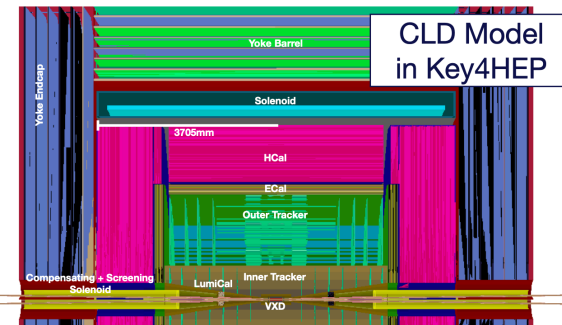 CLD Model
in Key4HEP
Yoke Barrel
Yoke Endcap
Solenoid
3705mm
HCal
ECal
Outer Tracker
Inner Tracker
Compensating + Screening
Solenoid
LumiCal
VXD